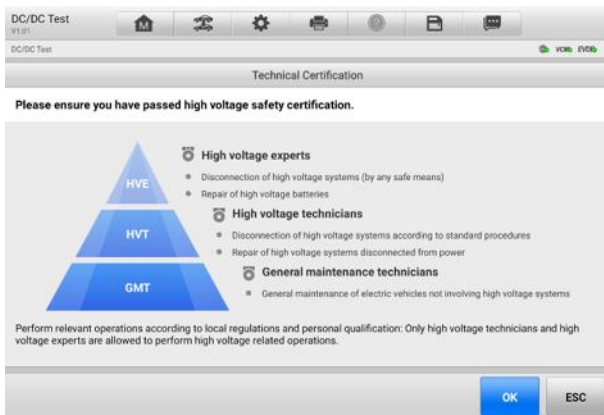 DC/DC Test
V1.01
DC/DC Test
VCMI
EVDB
Technical Certification
Please ensure you have passed high voltage safety certification.
HVE
High voltage experts
Disconnection of high voltage systems (by any safe means)
Repair of high voltage batteries
HVT
High voltage technicians
Disconnection of high voltage systems according to standard procedures
Repair of high voltage systems disconnected from power
GMT
General maintenance technicians
General maintenance of electric vehicles not involving high voltage systems
Perform relevant operations according to local regulations and personal qualification: Only high voltage technicians and high
voltage experts are allowed to perform high voltage related operations.
OK
ESC